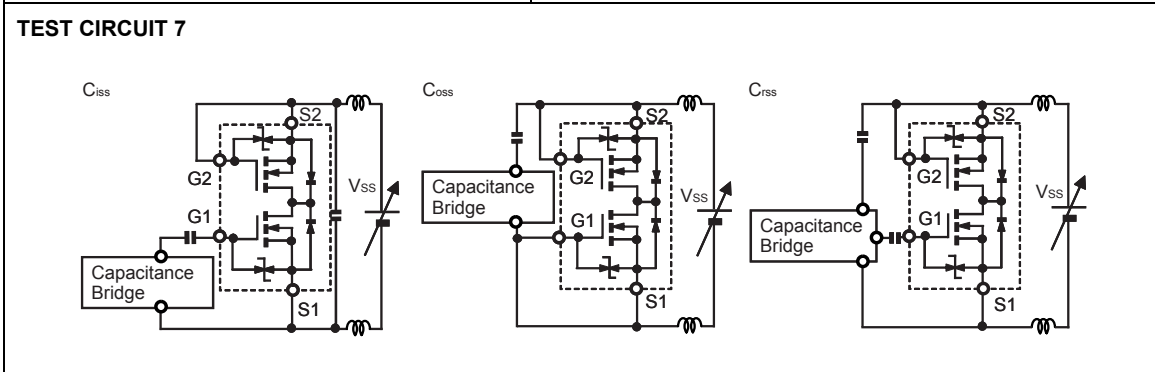 TEST CIRCUIT 7
Ciss
S2
G2
G1
VSS
Capacitance
Bridge
S1
Coss
S2
Capacitance
Bridge
G2
G1
VSS
S1
Crss
S2
G2
G1
VSS
Capacitance
Bridge
S1